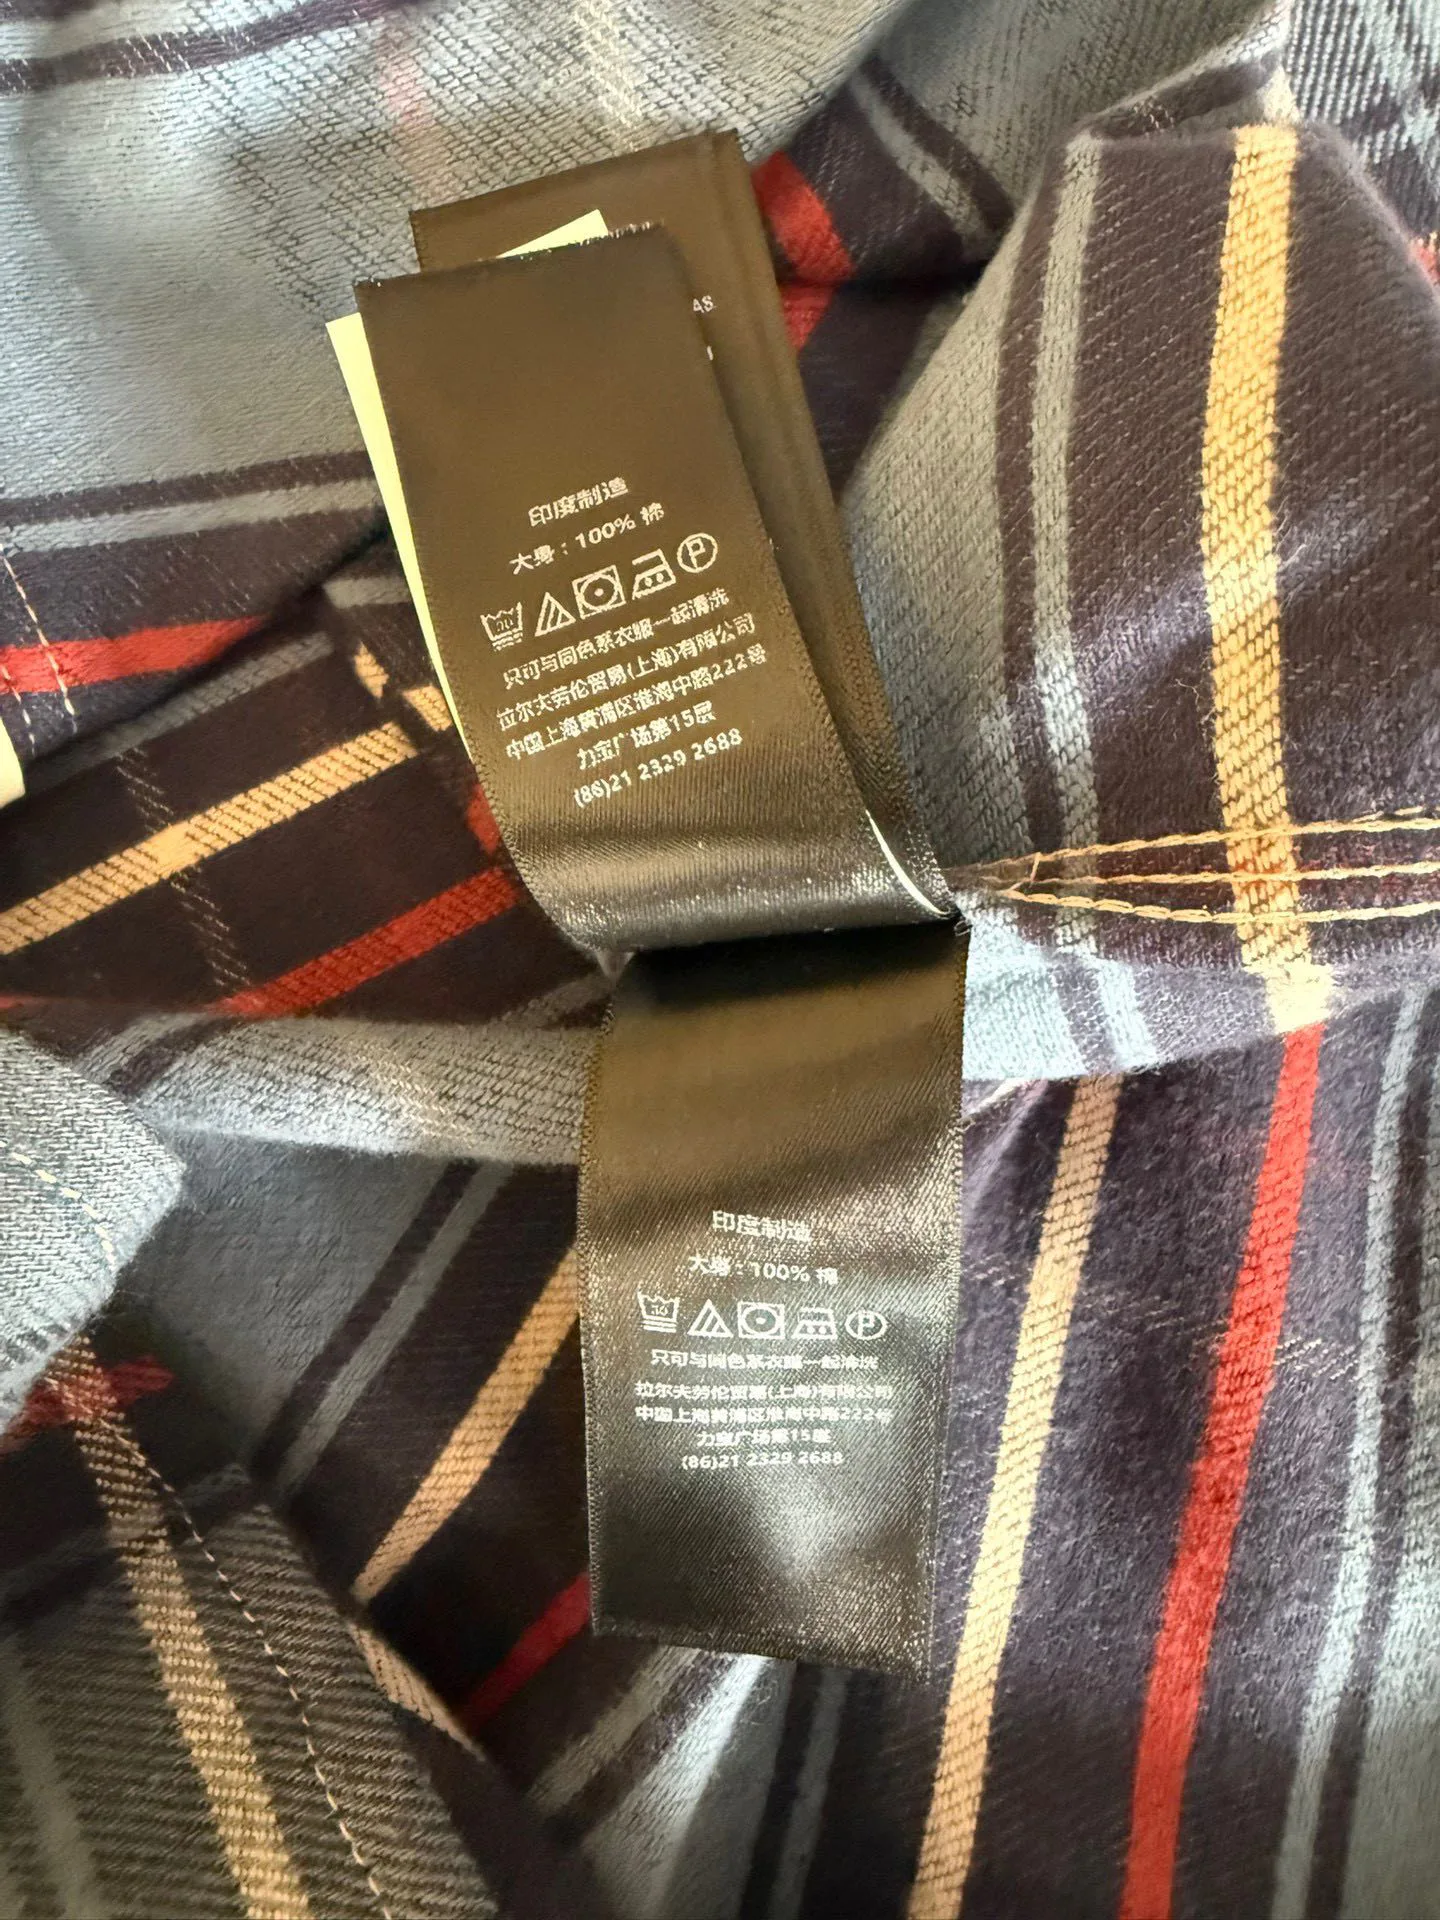 AS.
印度制造
大身：100% 棉
30
P
只可与同色系衣服一起清洗
拉尔夫劳伦贸易(上海)有限公司
中国上海黄浦区淮海中路222号
力宝广场第15层
(86)21 2329 2688
印度制造
大身：100% 棉
30
P
只可与同色系衣服一起清洗
拉尔夫劳伦贸易(上海)有限公司
中国上海黄浦区淮海中路222号
力宝广场第15层
(86)21 2329 2688